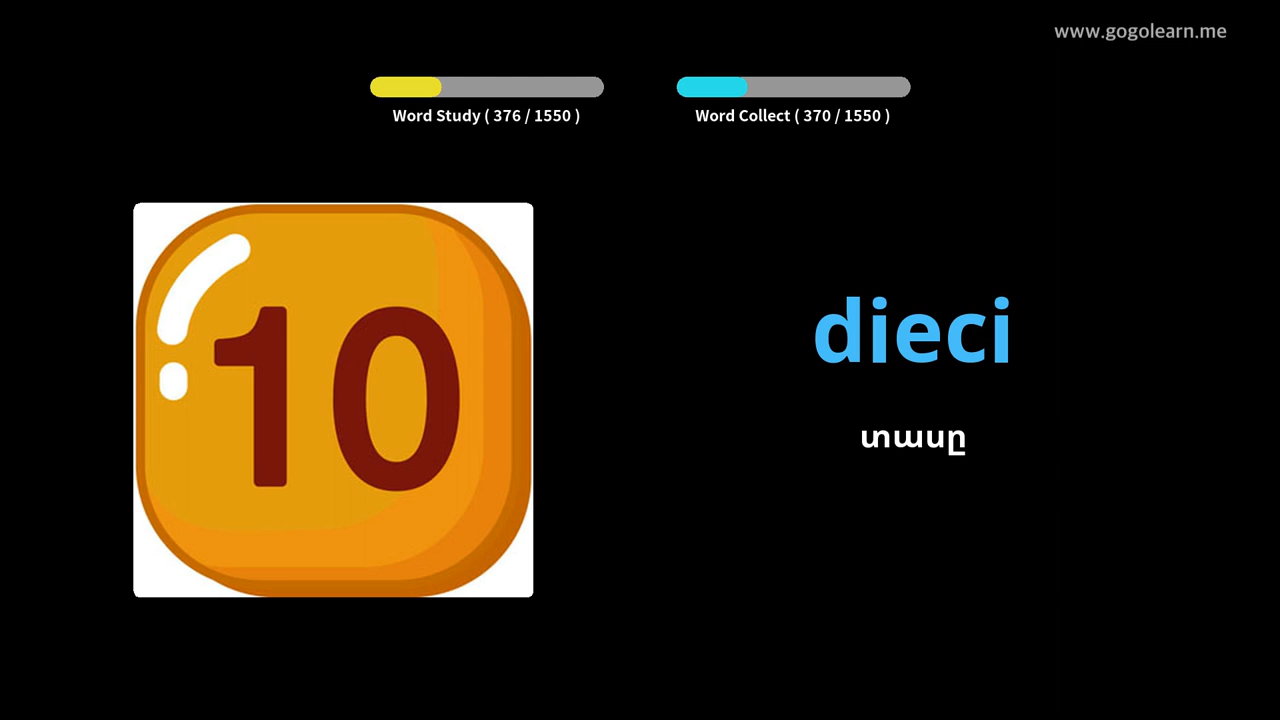 www.gogolearn.me
Word Study ( 376 / 1550 )
Word Collect ( 370 / 1550 )
10
dieci
տասը